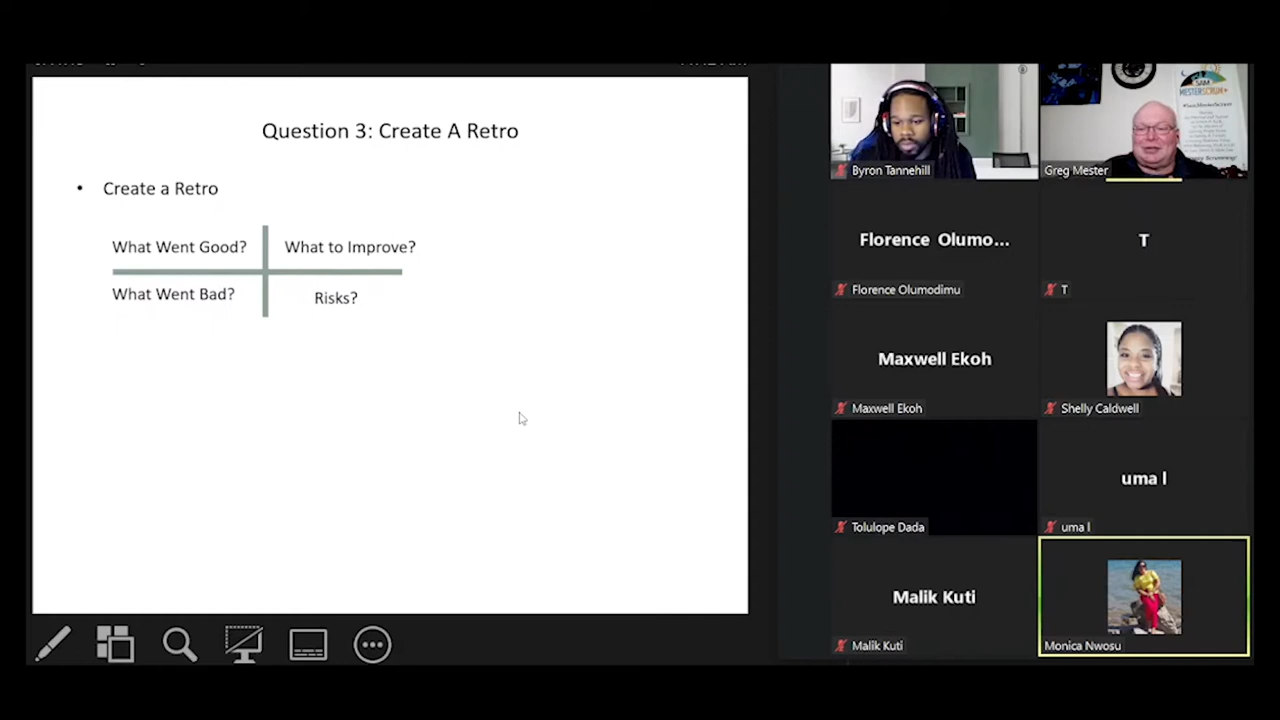 Question 3: Create A Retro
• Create a Retro
What Went Good?
What to Improve?
What Went Bad?
Risks?
Byron Tannehill
SAM
MESTERSCRUM
Greg Mester
Florence Olumo...
Florence Olumodimu
T
T
Maxwell Ekoh
Maxwell Ekoh
Shelly Caldwell
Tolulope Dada
uma l
uma l
Malik Kuti
Malik Kuti
Monica Nwosu